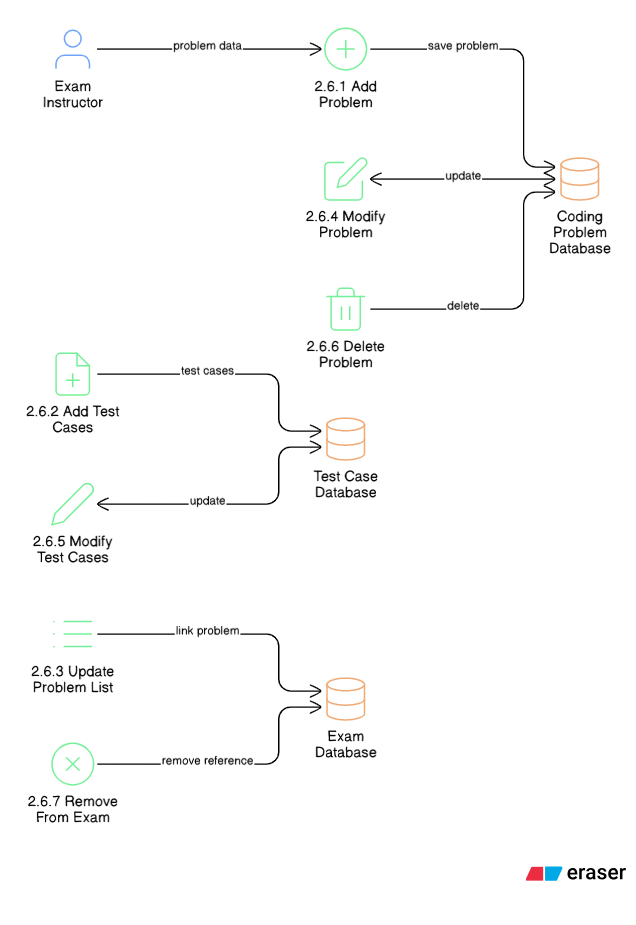 problem data
save problem
Exam
Instructor
2.6.1 Add
Problem
update
2.6.4 Modify
Problem
Coding
Problem
Database
delete
2.6.6 Delete
Problem
test cases
2.6.2 Add Test
Cases
Test Case
Database
update
2.6.5 Modify
Test Cases
link problem
2.6.3 Update
Problem List
Exam
Database
remove reference
2.6.7 Remove
From Exam
eraser